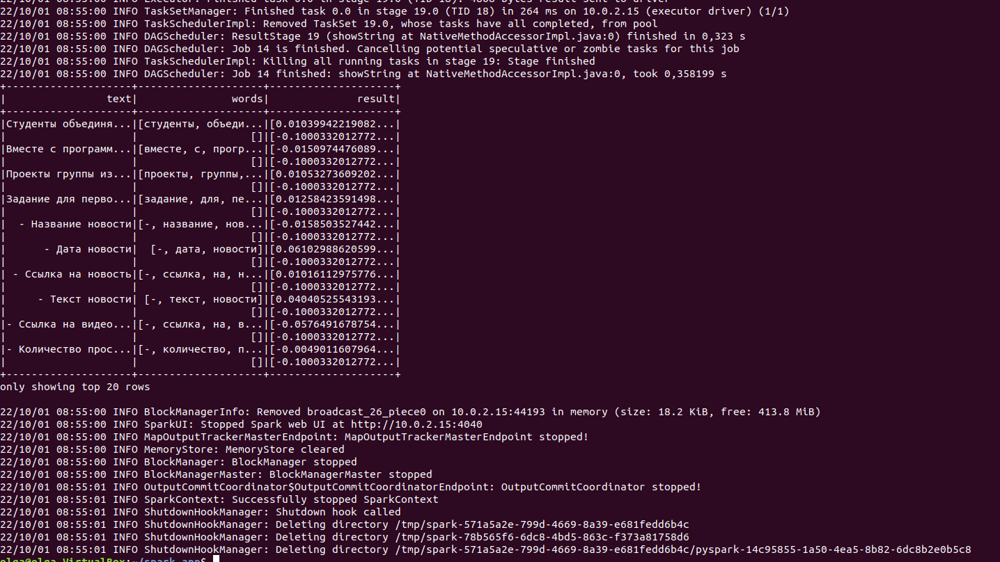 22/10/01 08:55:00 INFO Executor: Finished task 0.0 in stage 19.0 (TID 18). 4808 bytes result sent to driver
22/10/01 08:55:00 INFO TaskSetManager: Finished task 0.0 in stage 19.0 (TID 18) in 264 ms on 10.0.2.15 (executor driver) (1/1)
22/10/01 08:55:00 INFO TaskSchedulerImpl: Removed TaskSet 19.0, whose tasks have all completed, from pool
22/10/01 08:55:00 INFO DAGScheduler: ResultStage 19 (showString at NativeMethodAccessorImpl.java:0) finished in 0,323 s
22/10/01 08:55:00 INFO DAGScheduler: Job 14 is finished. Cancelling potential speculative or zombie tasks for this job
22/10/01 08:55:00 INFO TaskSchedulerImpl: Killing all running tasks in stage 19: Stage finished
22/10/01 08:55:00 INFO DAGScheduler: Job 14 finished: showString at NativeMethodAccessorImpl.java:0, took 0,358199 s
+--------------------+--------------------+--------------------+
|                text|               words|              result|
+--------------------+--------------------+--------------------+
|Студенты объединя...|[студенты, объеди...|[0.01039942219082...|
|                    |                  []|[-0.1000332012772...|
|Вместе с программ...|[вместе, с, прогр...|[-0.0150974476089...|
|                    |                  []|[-0.1000332012772...|
|Проекты группы из...|[проекты, группы,...|[0.01053273609202...|
|                    |                  []|[-0.1000332012772...|
|Задание для перво...|[задание, для, пе...|[0.01258423591498...|
|                    |                  []|[-0.1000332012772...|
|  - Название новости|[-, название, нов...|[-0.0158503527442...|
|                    |                  []|[-0.1000332012772...|
|      - Дата новости|  [-, дата, новости]|[0.06102988620599...|
|                    |                  []|[-0.1000332012772...|
| - Ссылка на новость|[-, ссылка, на, н...|[0.01016112975776...|
|                    |                  []|[-0.1000332012772...|
|     - Текст новости| [-, текст, новости]|[0.04040525543193...|
|                    |                  []|[-0.1000332012772...|
|- Ссылка на видео...|[-, ссылка, на, в...|[-0.0576491678754...|
|                    |                  []|[-0.1000332012772...|
|- Количество прос...|[-, количество, п...|[-0.0049011607964...|
|                    |                  []|[-0.1000332012772...|
+--------------------+--------------------+--------------------+
only showing top 20 rows
22/10/01 08:55:00 INFO BlockManagerInfo: Removed broadcast_26_piece0 on 10.0.2.15:44193 in memory (size: 18.2 KiB, free: 413.8 MiB)
22/10/01 08:55:00 INFO SparkUI: Stopped Spark web UI at http://10.0.2.15:4040
22/10/01 08:55:00 INFO MapOutputTrackerMasterEndpoint: MapOutputTrackerMasterEndpoint stopped!
22/10/01 08:55:00 INFO MemoryStore: MemoryStore cleared
22/10/01 08:55:00 INFO BlockManager: BlockManager stopped
22/10/01 08:55:00 INFO BlockManagerMaster: BlockManagerMaster stopped
22/10/01 08:55:01 INFO OutputCommitCoordinator$OutputCommitCoordinatorEndpoint: OutputCommitCoordinator stopped!
22/10/01 08:55:01 INFO SparkContext: Successfully stopped SparkContext
22/10/01 08:55:01 INFO ShutdownHookManager: Shutdown hook called
22/10/01 08:55:01 INFO ShutdownHookManager: Deleting directory /tmp/spark-571a5a2e-799d-4669-8a39-e681fedd6b4c
22/10/01 08:55:01 INFO ShutdownHookManager: Deleting directory /tmp/spark-78b565f6-6dc8-4bd5-863c-f373a81758d6
22/10/01 08:55:01 INFO ShutdownHookManager: Deleting directory /tmp/spark-571a5a2e-799d-4669-8a39-e681fedd6b4c/pyspark-14c95855-1a50-4ea5-8b82-6dc8b2e0b5c8
olga@olga-VirtualBox:~/spark_app$